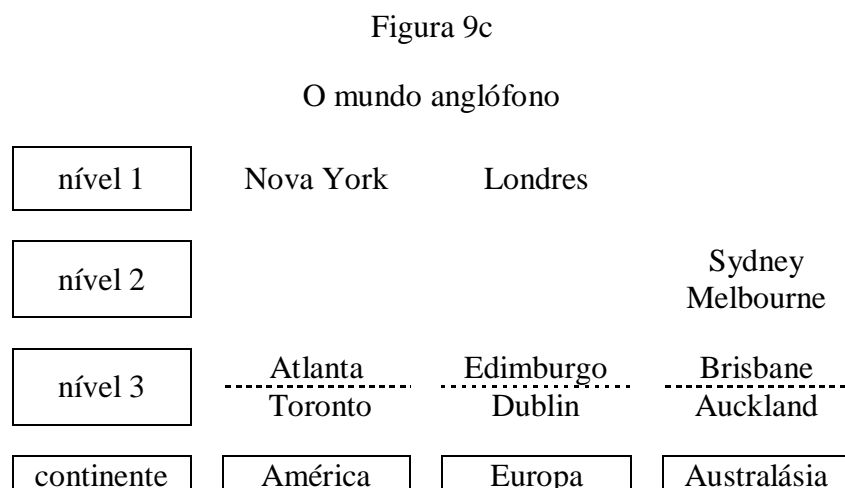 Figura 9c
O mundo anglófono
nível 1 Nova York Londres
nível 2 Sydney
Melbourne
nível 3 Atlanta Edimburgo Brisbane
Toronto Dublin Auckland
continente América Europa Australásia